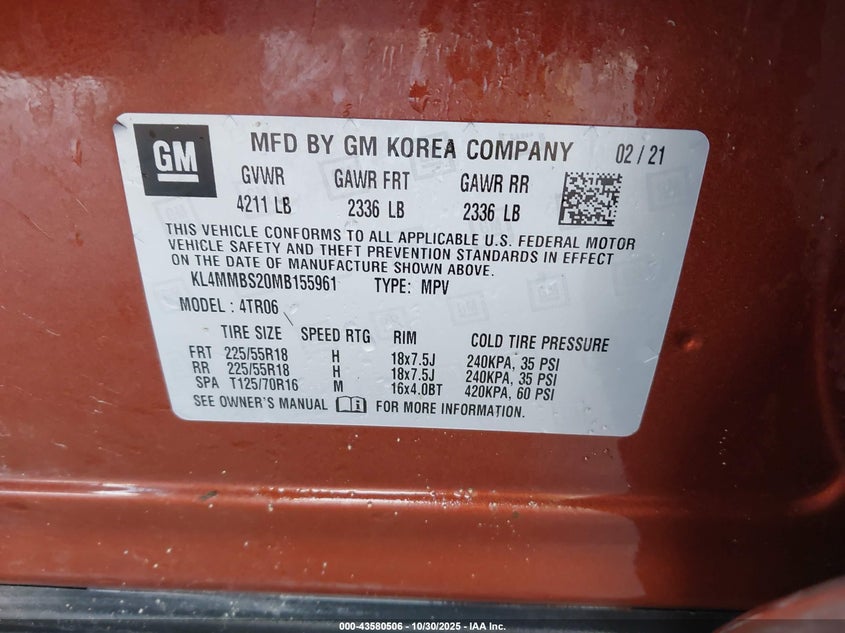 GM MFD BY GM KOREA COMPANY 02 / 21
GVWR GAWR FRT GAWR RR
4211 LB 2336 LB 2336 LB
THIS VEHICLE CONFORMS TO ALL APPLICABLE U.S. FEDERAL MOTOR
VEHICLE SAFETY AND THEFT PREVENTION STANDARDS IN EFFECT
ON THE DATE OF MANUFACTURE SHOWN ABOVE.
KL4MMBS20MB155961 TYPE: MPV
MODEL : 4TR06
TIRE SIZE SPEED RTG RIM COLD TIRE PRESSURE
FRT 225/55R18 H 18x7.5J 240KPA, 35 PSI
RR 225/55R18 H 18x7.5J 240KPA, 35 PSI
SPA T125/70R16 M 16x4.0BT 420KPA, 60 PSI
SEE OWNER'S MANUAL FOR MORE INFORMATION.
000-43580506 - 10/30/2025 - IAA Inc.